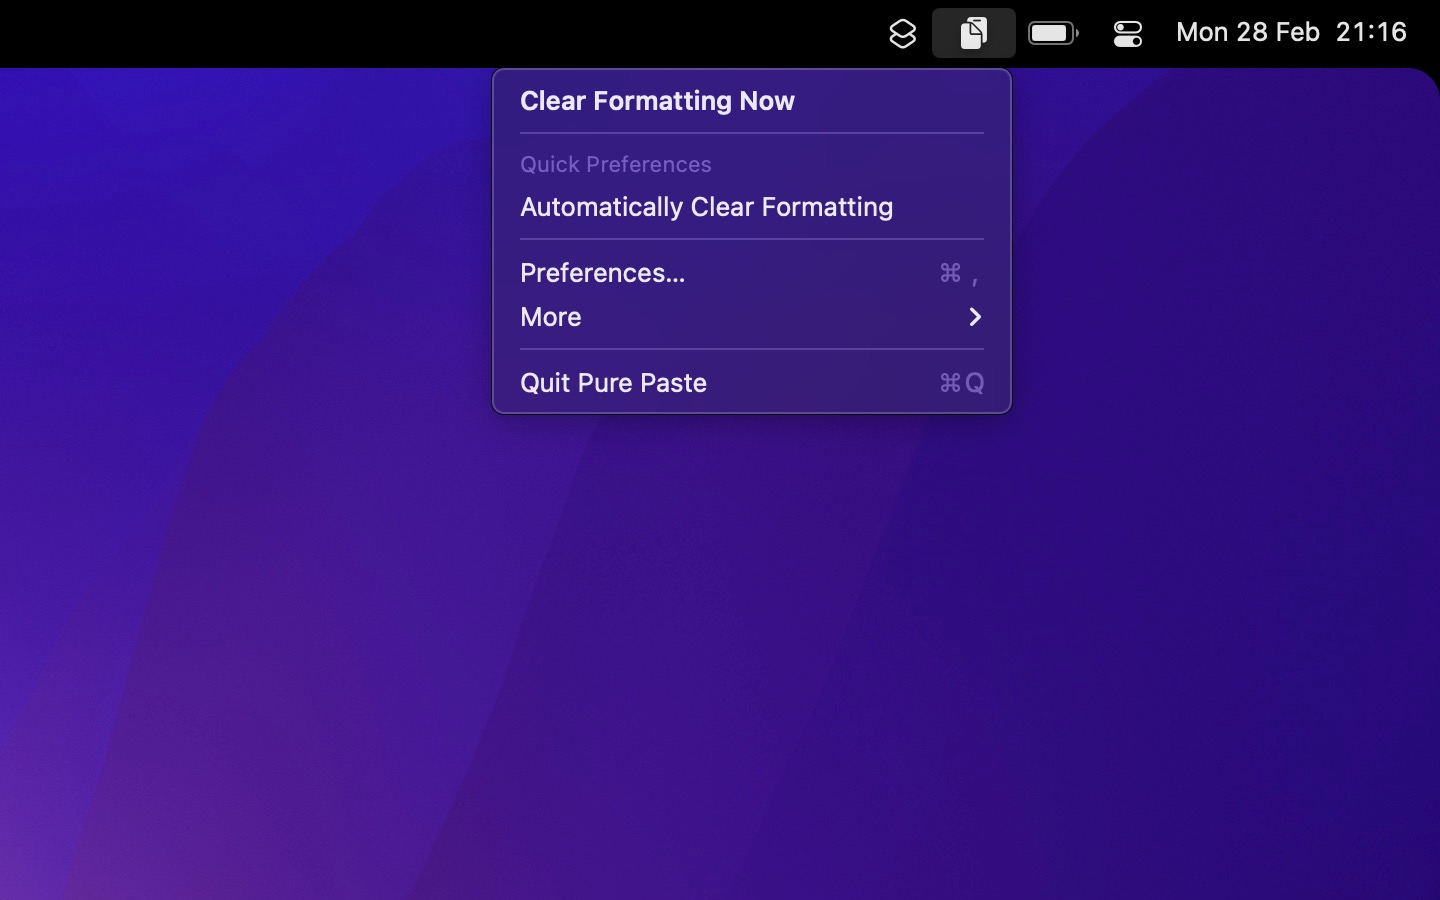 Mon 28 Feb 21:16
Clear Formatting Now
Quick Preferences
Automatically Clear Formatting
Preferences... ⌘ ,
More
Quit Pure Paste ⌘Q